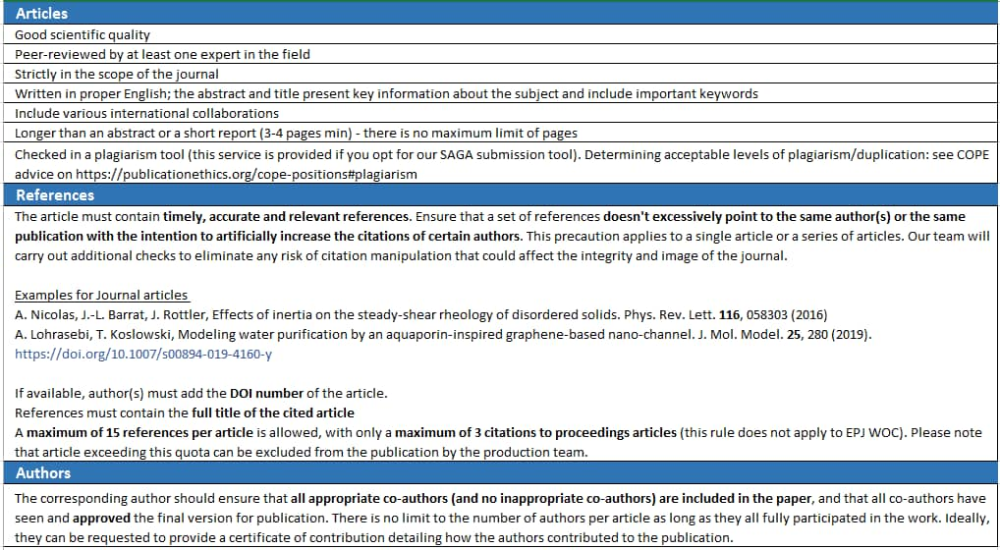 Articles
Good scientific quality
Peer-reviewed by at least one expert in the field
Strictly in the scope of the journal
Written in proper English; the abstract and title present key information about the subject and include important keywords
Include various international collaborations
Longer than an abstract or a short report (3-4 pages min) - there is no maximum limit of pages
Checked in a plagiarism tool (this service is provided if you opt for our SAGA submission tool). Determining acceptable levels of plagiarism/duplication: see COPE
advice on https://publicationethics.org/cope-positions#plagiarism
References
The article must contain timely, accurate and relevant references. Ensure that a set of references doesn't excessively point to the same author(s) or the same
publication with the intention to artificially increase the citations of certain authors. This precaution applies to a single article or a series of articles. Our team will
carry out additional checks to eliminate any risk of citation manipulation that could affect the integrity and image of the journal.
Examples for Journal articles
A. Nicolas, J.-L. Barrat, J. Rottler, Effects of inertia on the steady-shear rheology of disordered solids. Phys. Rev. Lett. 116, 058303 (2016)
A. Lohrasebi, T. Koslowski, Modeling water purification by an aquaporin-inspired graphene-based nano-channel. J. Mol. Model. 25, 280 (2019).
https://doi.org/10.1007/s00894-019-4160-y
If available, author(s) must add the DOI number of the article.
References must contain the full title of the cited article
A maximum of 15 references per article is allowed, with only a maximum of 3 citations to proceedings articles (this rule does not apply to EPJ WOC). Please note
that article exceeding this quota can be excluded from the publication by the production team.
Authors
The corresponding author should ensure that all appropriate co-authors (and no inappropriate co-authors) are included in the paper, and that all co-authors have
seen and approved the final version for publication. There is no limit to the number of authors per article as long as they all fully participated in the work. Ideally,
they can be requested to provide a certificate of contribution detailing how the authors contributed to the publication.